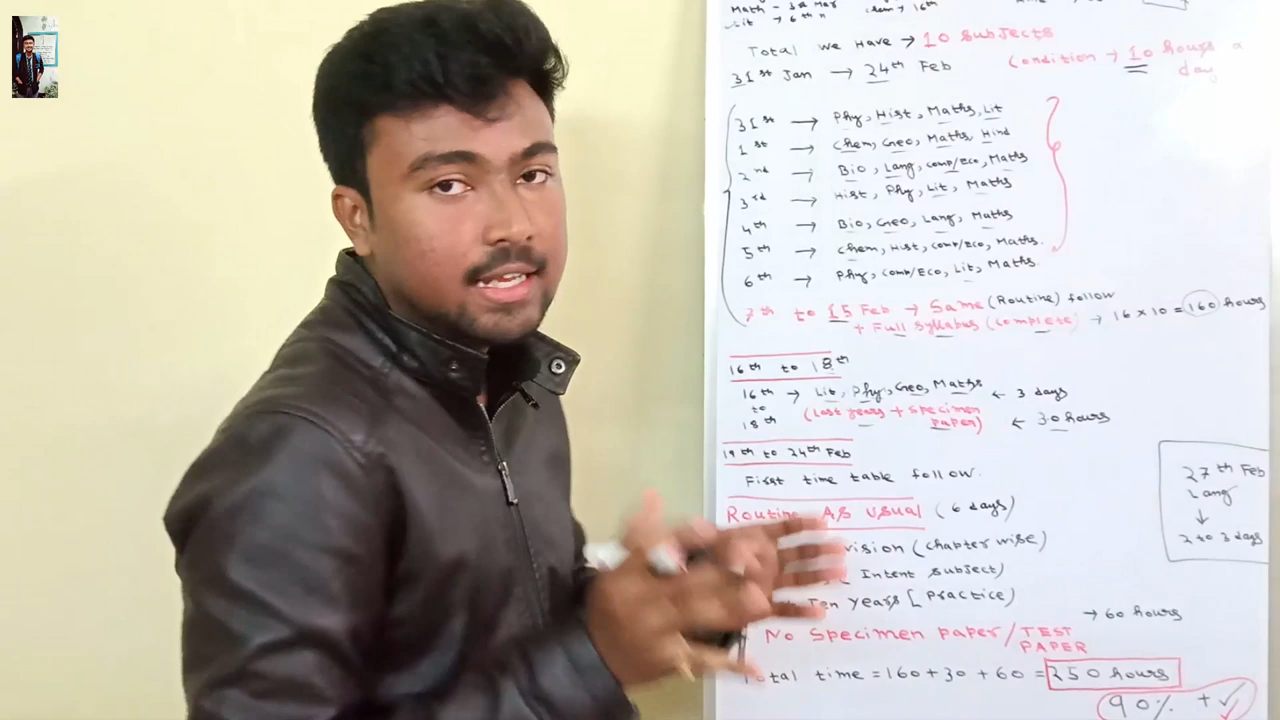 Math - 3rd Mar
Lit → 6th
chem → 16th
Total we Have → 10 subjects
31st Jan → 24th Feb
Condition → 10 hours a day
31st → Phy, Hist, Maths, Lit
1st → Chem, Geo, Maths, Hind
2nd → Bio, Lang, comp/Eco, Maths
3rd → Hist, Phy, Lit, Maths
4th → Bio, Geo, Lang, Maths
5th → chem, Hist, comp/Eco, Maths.
6th → Phy, comp/Eco, Lit, Maths.
7th to 15 Feb → Same (Routine) follow
+ Full syllabus (complete) → 16 x 10 = 160 hours
16th to 18th
16th → Lit, Phy, Geo, Maths ← 3 days
to (Last years + specimen
18th paper) ← 30 hours
19th to 24th Feb
First time table follow.
Routine As usual (6 days)
vision (chapter wise)
Intent subject)
Ten years [Practice)
→ 60 hours
No specimen paper/TEST
PAPER
Total time = 160 + 30 + 60 = 250 hours
90% +
27th Feb
Lang
↓
2 to 3 days